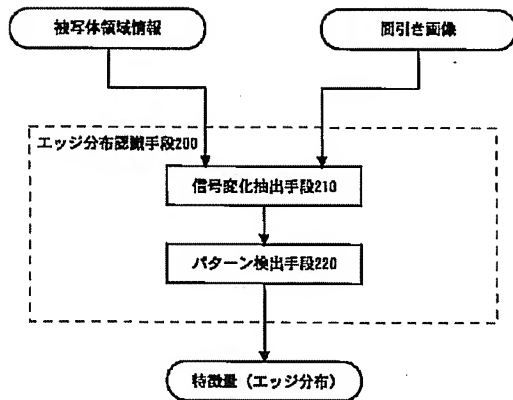 被写体領域情報
間引き画像
エッジ分布認識手段200
信号変化抽出手段210
パターン検出手段220
特徴量（エッジ分布）